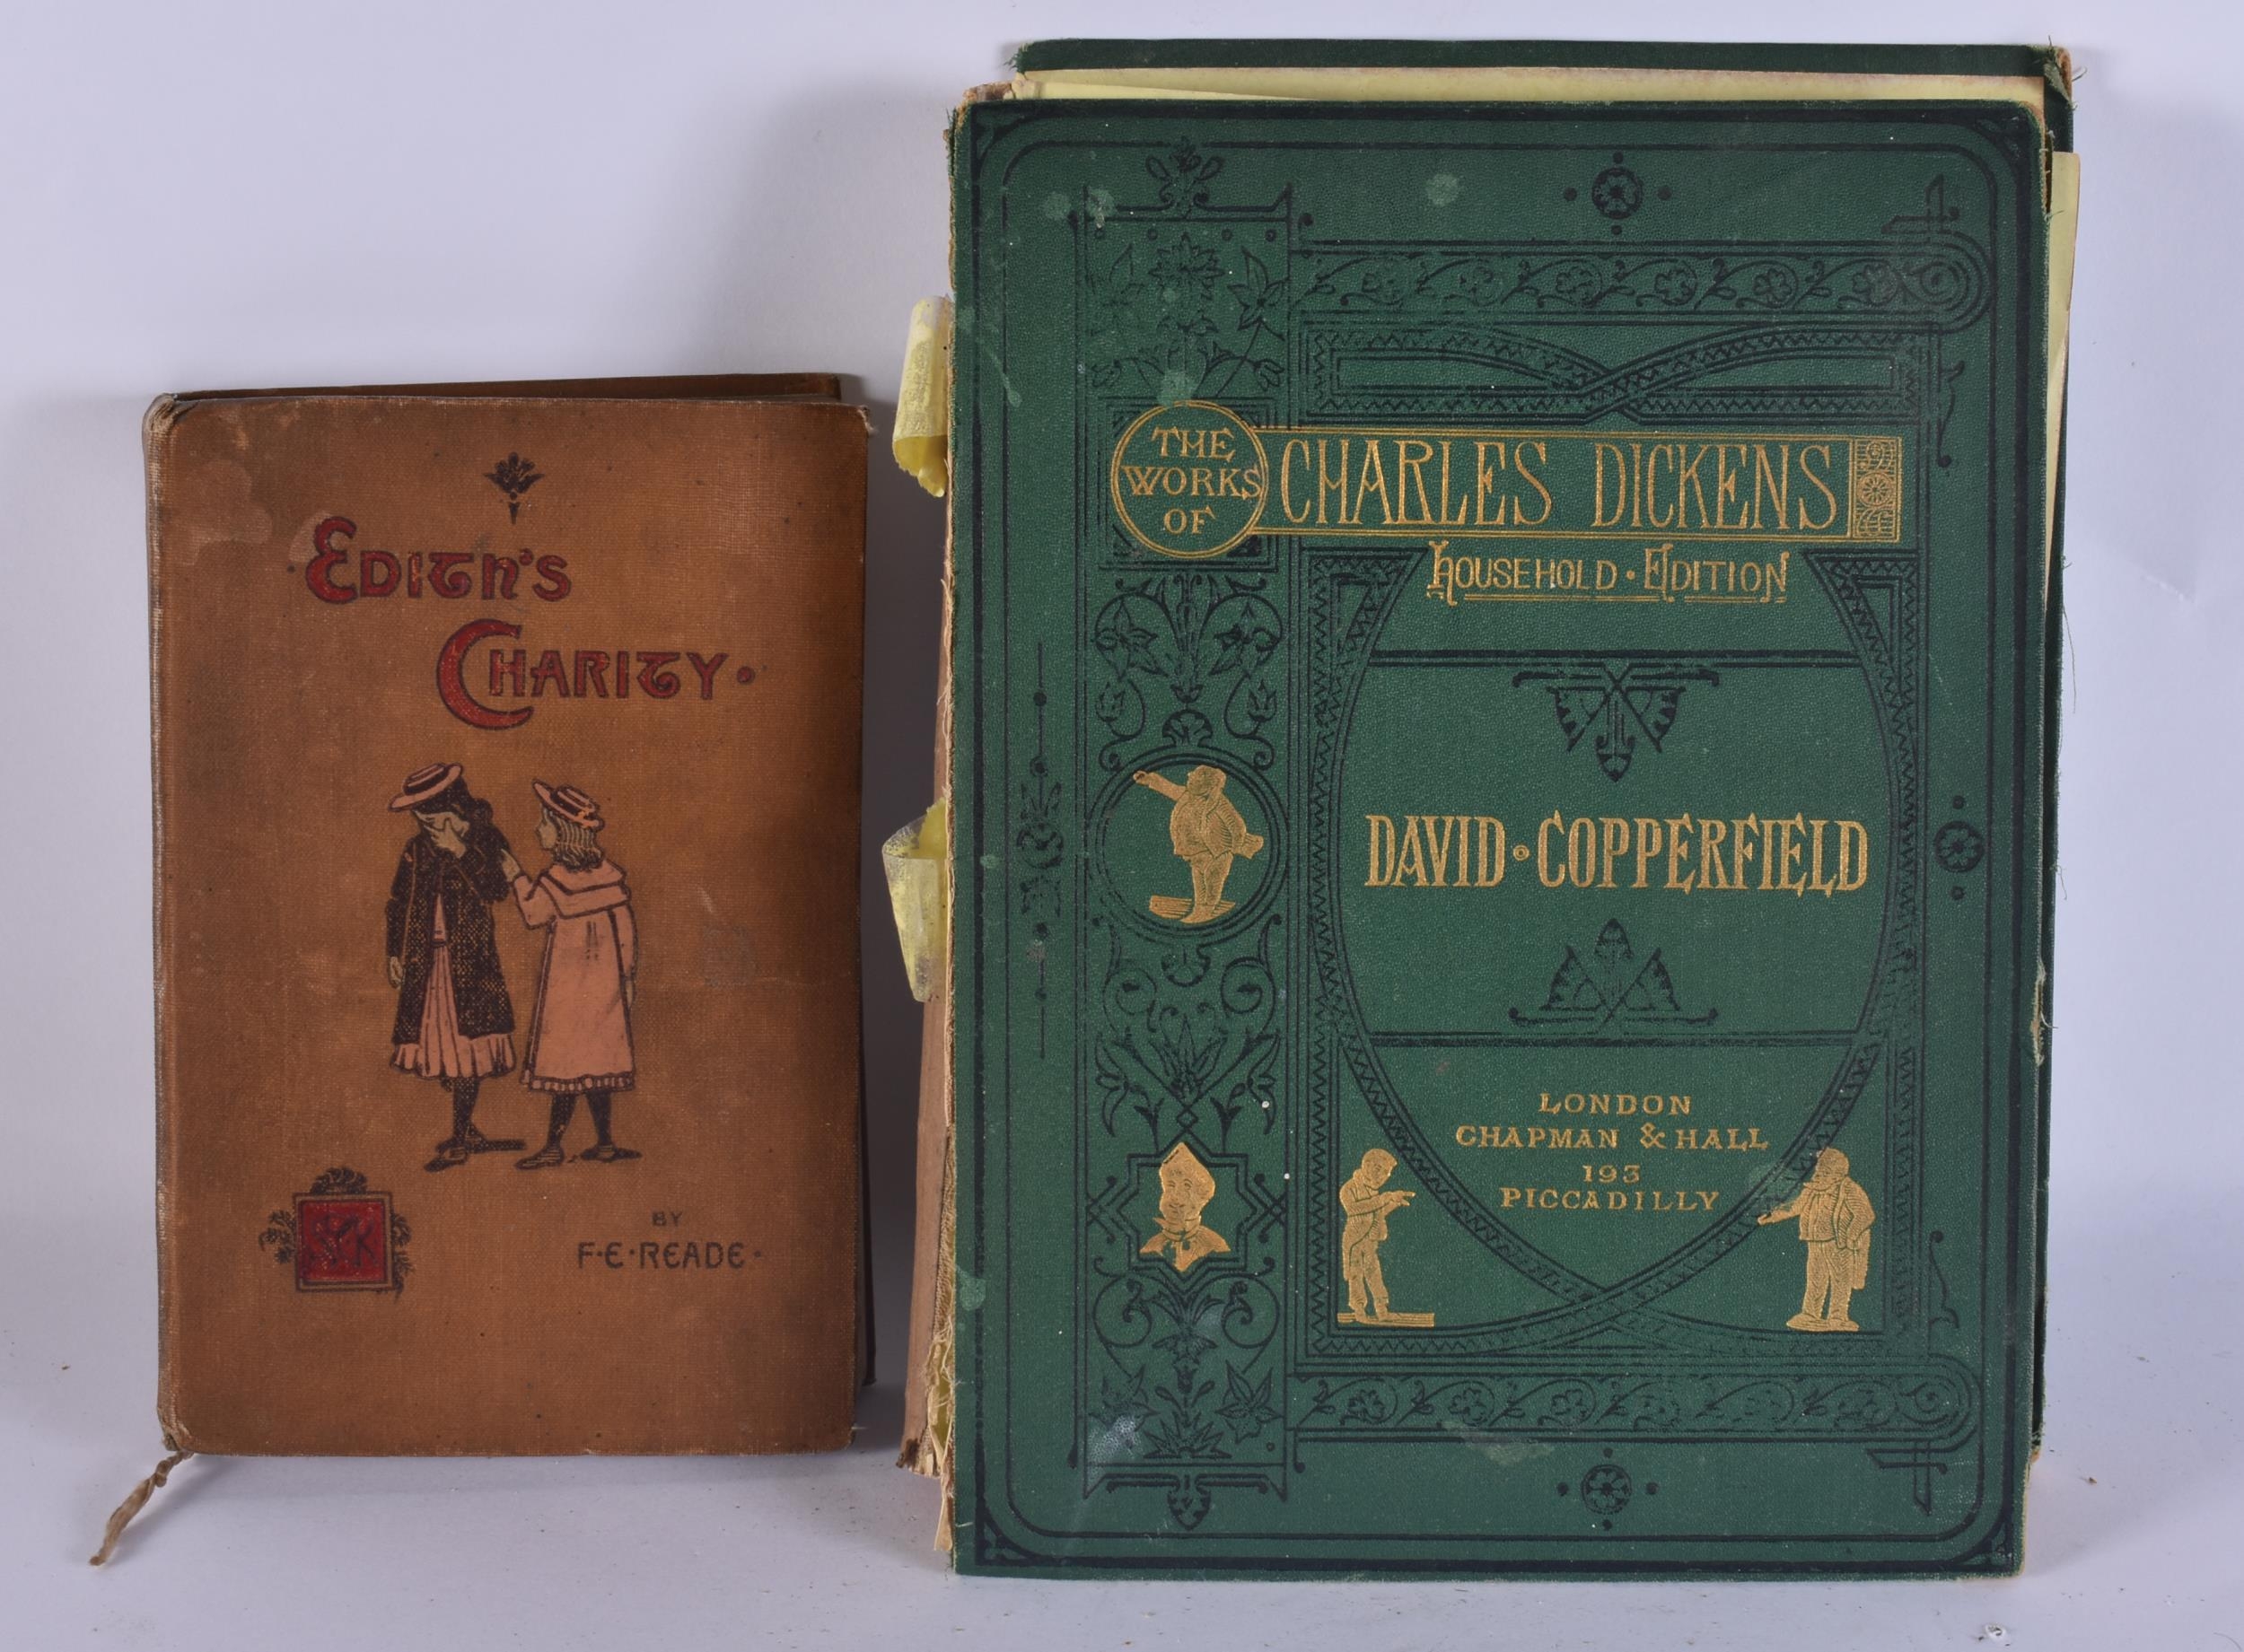 Edith's
Charity.
BY
F·E·READE·
THE
WORKS
OF
CHARLES DICKENS
HOUSEHOLD · EDITION
DAVID · COPPERFIELD
LONDON
CHAPMAN & HALL
193
PICCADILLY